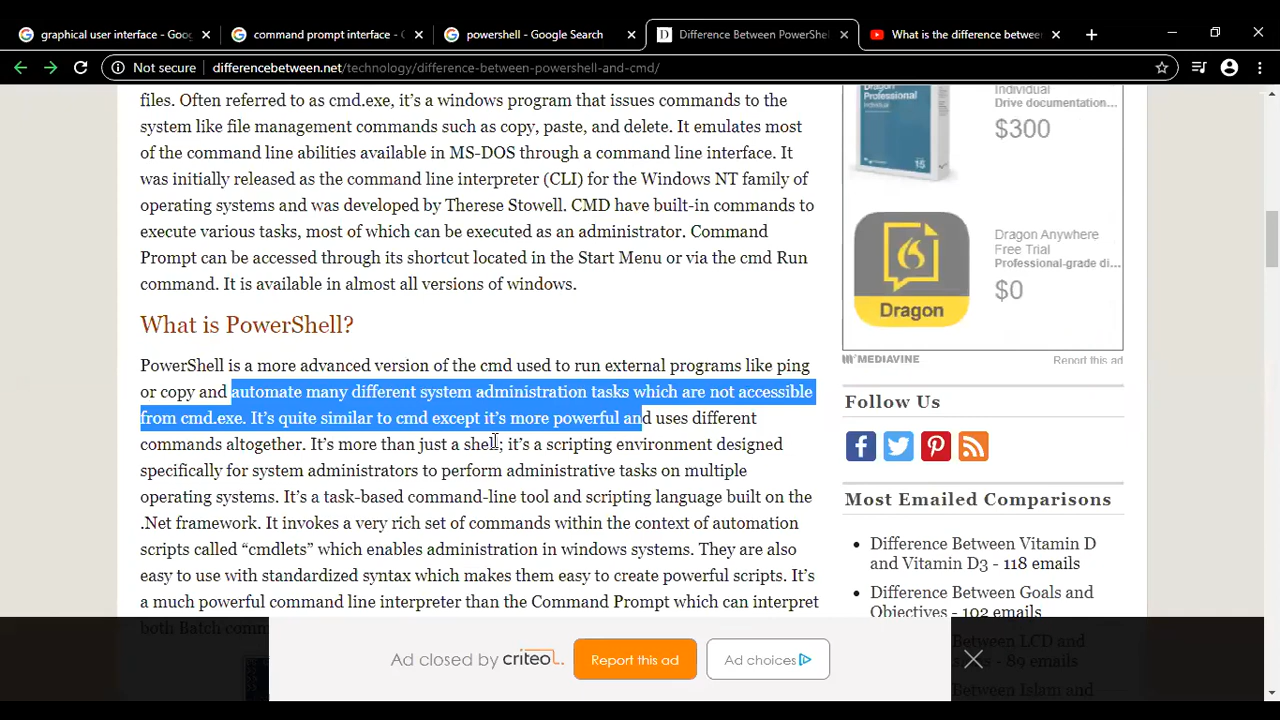 graphical user interface - Goo
command prompt interface - G
powershell - Google Search
Difference Between PowerShel
What is the difference betwee
Not secure
differencebetween.net/technology/difference-between-powershell-and-cmd/
files. Often referred to as cmd.exe, it’s a windows program that issues commands to the
system like file management commands such as copy, paste, and delete. It emulates most
of the command line abilities available in MS-DOS through a command line interface. It
was initially released as the command line interpreter (CLI) for the Windows NT family of
operating systems and was developed by Therese Stowell. CMD have built-in commands to
execute various tasks, most of which can be executed as an administrator. Command
Prompt can be accessed through its shortcut located in the Start Menu or via the cmd Run
command. It is available in almost all versions of windows.
What is PowerShell?
PowerShell is a more advanced version of the cmd used to run external programs like ping
or copy and automate many different system administration tasks which are not accessible
from cmd.exe. It’s quite similar to cmd except it’s more powerful and uses different
commands altogether. It’s more than just a shell; it’s a scripting environment designed
specifically for system administrators to perform administrative tasks on multiple
operating systems. It’s a task-based command-line tool and scripting language built on the
.Net framework. It invokes a very rich set of commands within the context of automation
scripts called “cmdlets” which enables administration in windows systems. They are also
easy to use with standardized syntax which makes them easy to create powerful scripts. It’s
a much powerful command line interpreter than the Command Prompt which can interpret
both Batch comm
Dragon
Professional
Individual
15
Individual
Drive documentation...
$300
Dragon
Dragon Anywhere
Free Trial
Professional-grade di...
$0
MEDIAVINE
Report this ad
Follow Us
Most Emailed Comparisons
Difference Between Vitamin D
and Vitamin D3 - 118 emails
Difference Between Goals and
Objectives - 102 emails
Between LCD and
- 89 emails
Between Islam and
Ad closed by criteo.
Report this ad
Ad choices